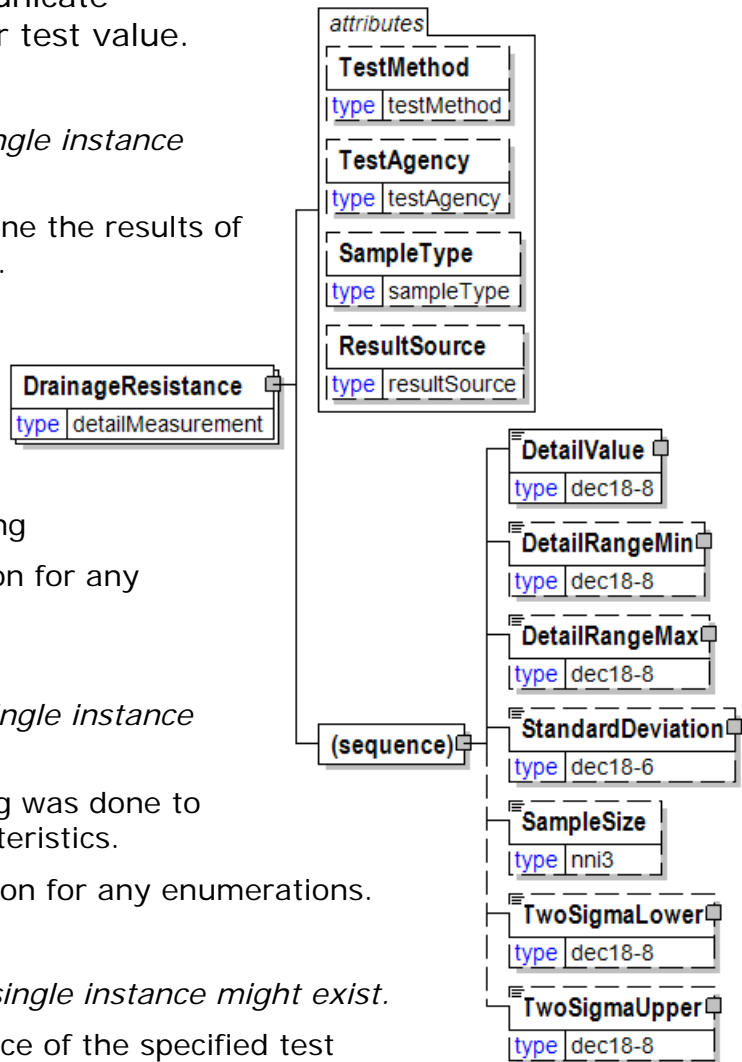 unicate
r test value.
ngle instance
ne the results of
.
ng
on for any
ingle instance
g was done to
teristics.
on for any enumerations.
single instance might exist.
ce of the specified test
DrainageResistance
type detailMeasurement
attributes
TestMethod
type testMethod
TestAgency
type testAgency
SampleType
type sampleType
ResultSource
type resultSource
(sequence)
DetailValue
type dec18-8
DetailRangeMin
type dec18-8
DetailRangeMax
type dec18-8
StandardDeviation
type dec18-6
SampleSize
type nni3
TwoSigmaLower
type dec18-8
TwoSigmaUpper
type dec18-8